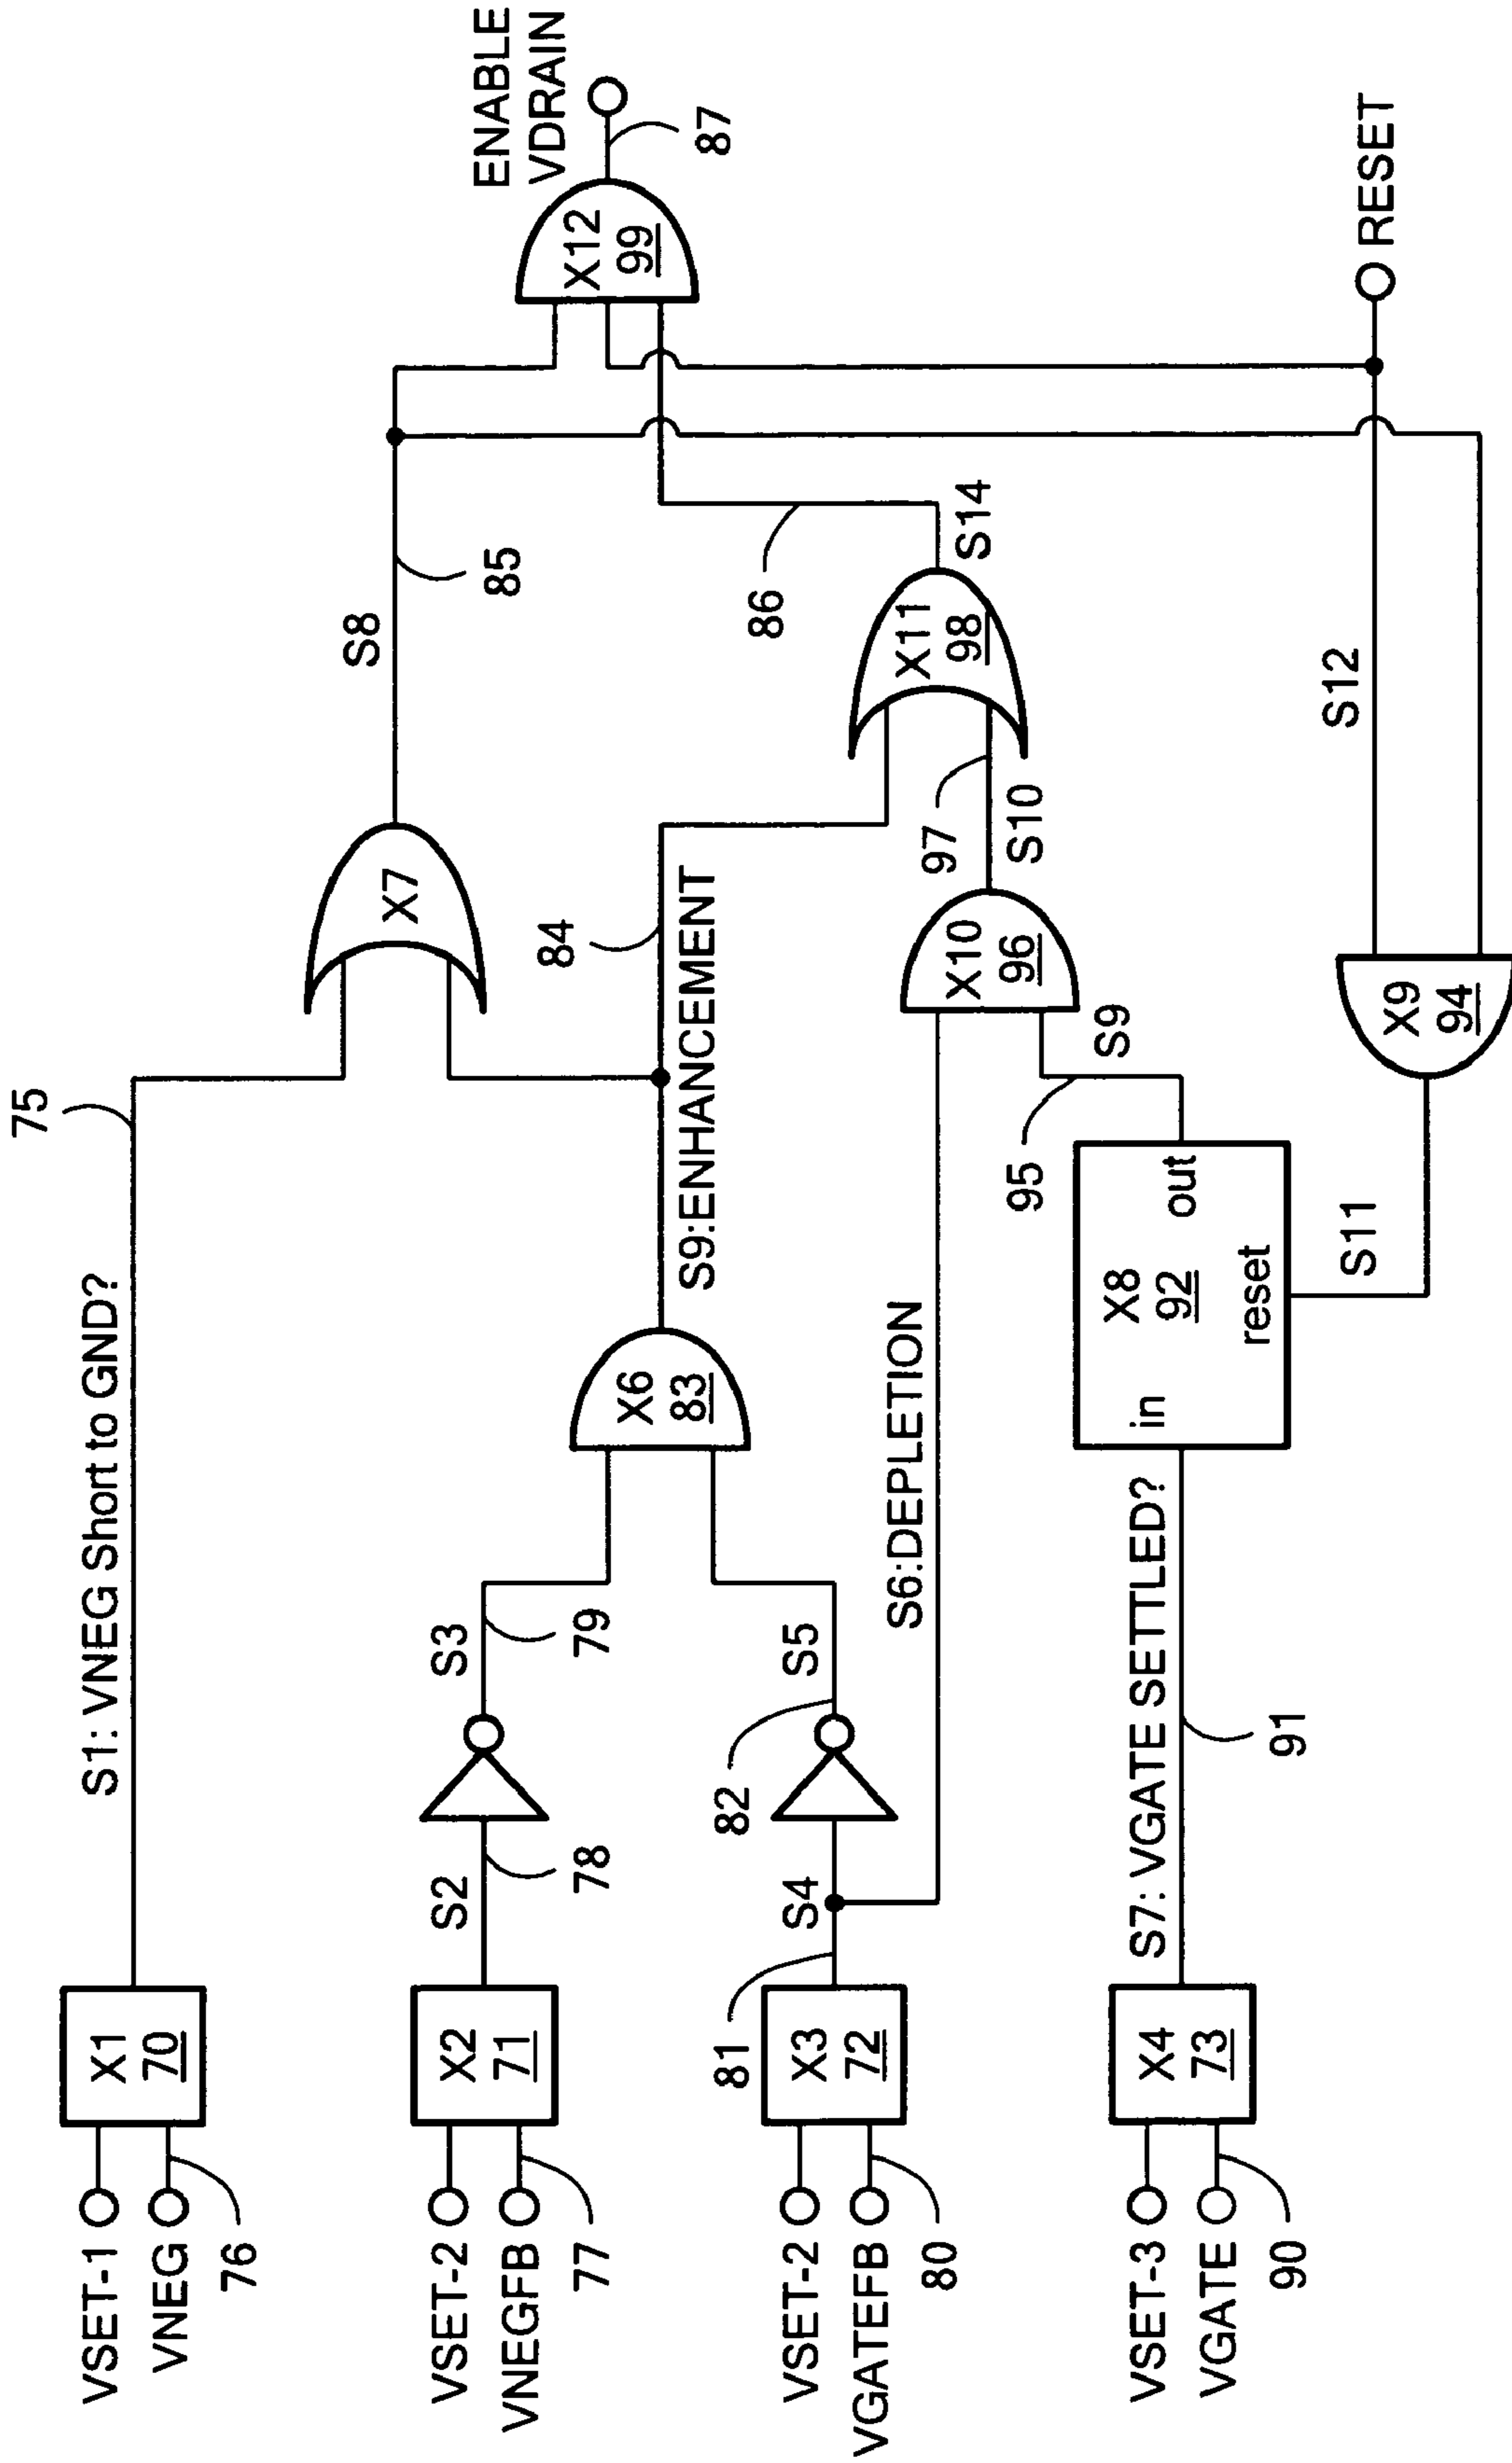 VSET-1
VNEG
76
X1
70
S1: VNEG Short to GND?
75
VSET-2
VNEGFB
77
X2
71
S2
78
S3
79
VSET-2
VGATEFB
80
X3
72
81
S4
82
S5
X6
83
S9:ENHANCEMENT
84
X7
S8
85
S6:DEPLETION
VSET-3
VGATE
90
X4
73
S7: VGATE SETTLED?
91
in
X8
92
out
reset
95
S9
S11
X10
96
97
S10
X11
98
86
S14
X9
94
S12
X12
99
87
ENABLE
VDRAIN
RESET